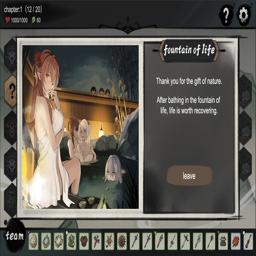 chapter:1 (12 / 20)
1000/1000 60
fountain of life
Thank you for the gift of nature.
After bathing in the fountain of
life, life is worth recovering.
leave
team